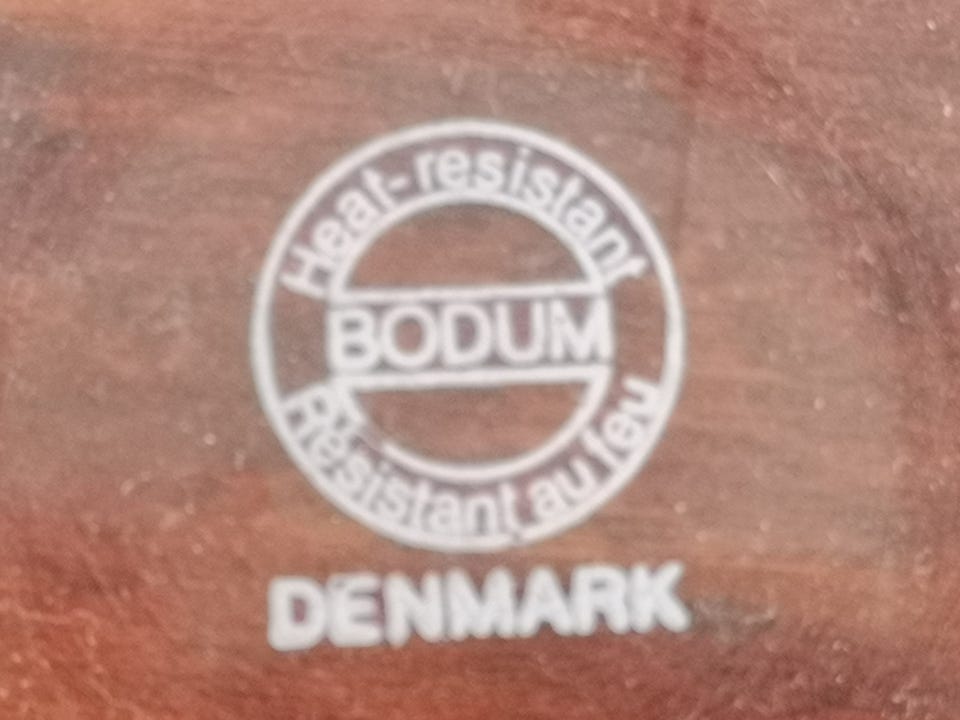 Heat-resistant
BODUM
Résistant au feu
DENMARK